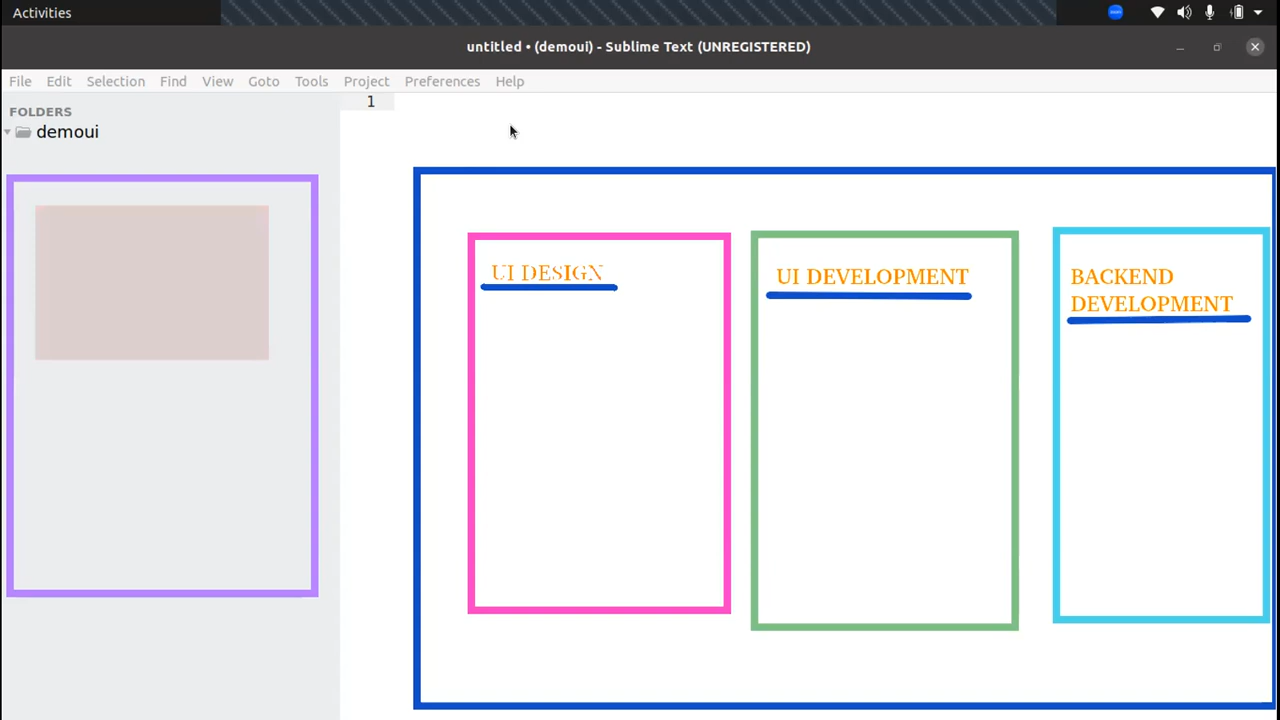 Activities
untitled • (demoui) - Sublime Text (UNREGISTERED)
File Edit Selection Find View Goto Tools Project Preferences Help
FOLDERS
demoui
1
UI DESIGN
UI DEVELOPMENT
BACKEND
DEVELOPMENT